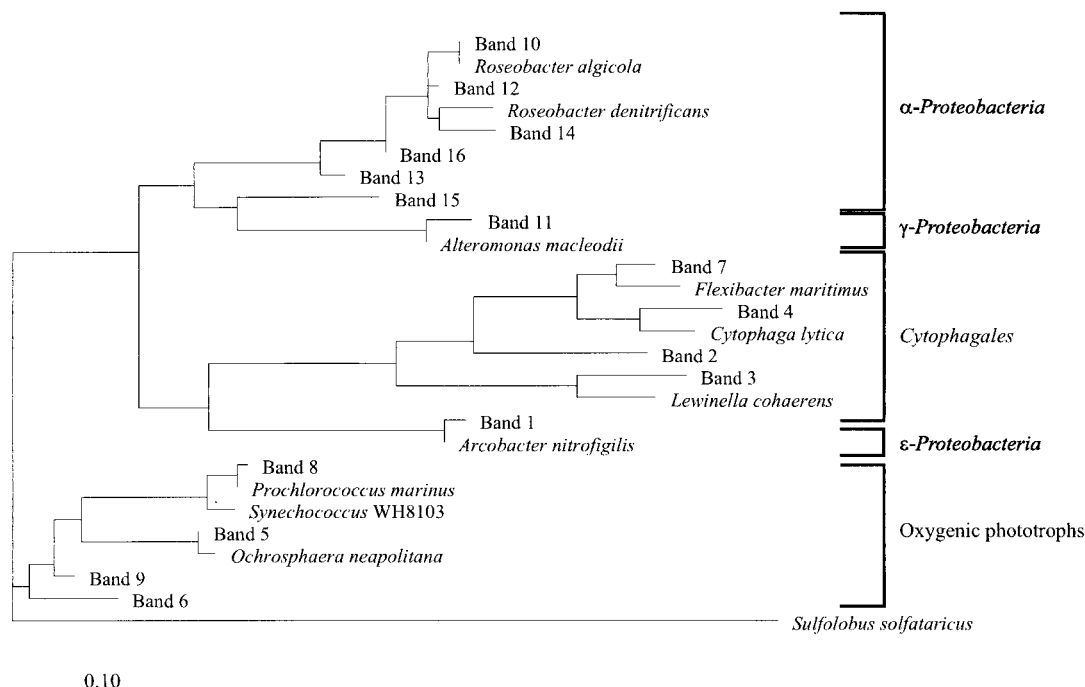 Band 10
Roseobacter algicola
Band 12
α-Proteobacteria
Roseobacter denitrificans
Band 14
Band 16
Band 13
Band 15
Band 11
γ-Proteobacteria
Alteromonas macleodii
Band 7
Flexibacter maritimus
Band 4
Cytophaga lytica
Cytophagales
Band 2
Band 3
Lewinella cohaerens
Band 1
Arcobacter nitrofigilis
ε-Proteobacteria
Band 8
Prochlorococcus marinus
Synechococcus WH8103
Band 5
Oxygenic phototrophs
Ochrosphaera neapolitana
Band 9
Band 6
Sulfolobus solfataricus
0.10